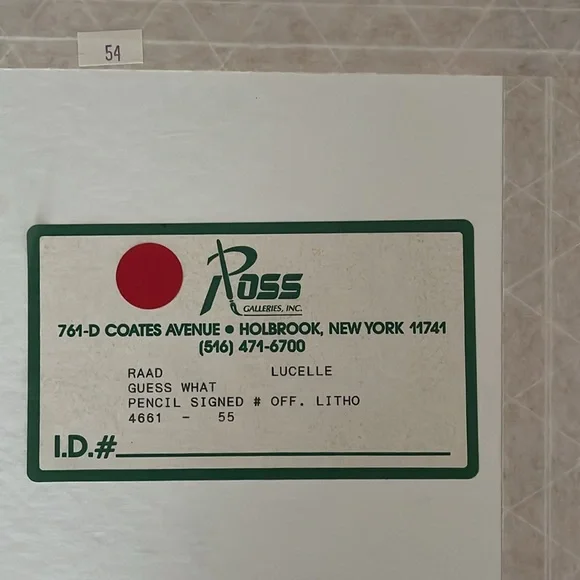 54
Ross
GALLERIES, INC.
761-D COATES AVENUE ● HOLBROOK, NEW YORK 11741
(516) 471-6700
RAAD LUCELLE
GUESS WHAT
PENCIL SIGNED # OFF. LITHO
4661 - 55
I.D.#